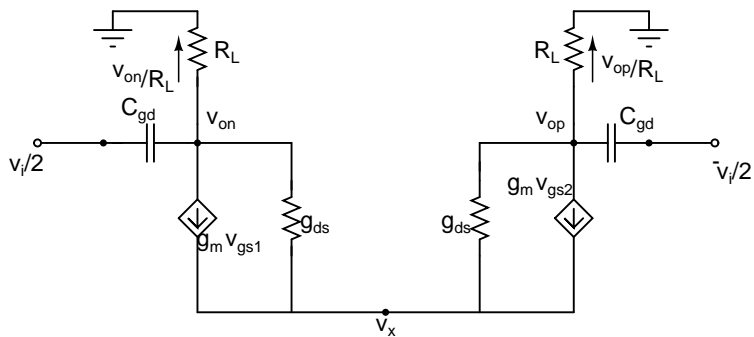 R_L
v_on/R_L
R_L
v_op/R_L
C_gd
v_on
v_op
C_gd
v_i/2
-v_i/2
g_m v_gs2
g_m v_gs1
g_ds
g_ds
v_x